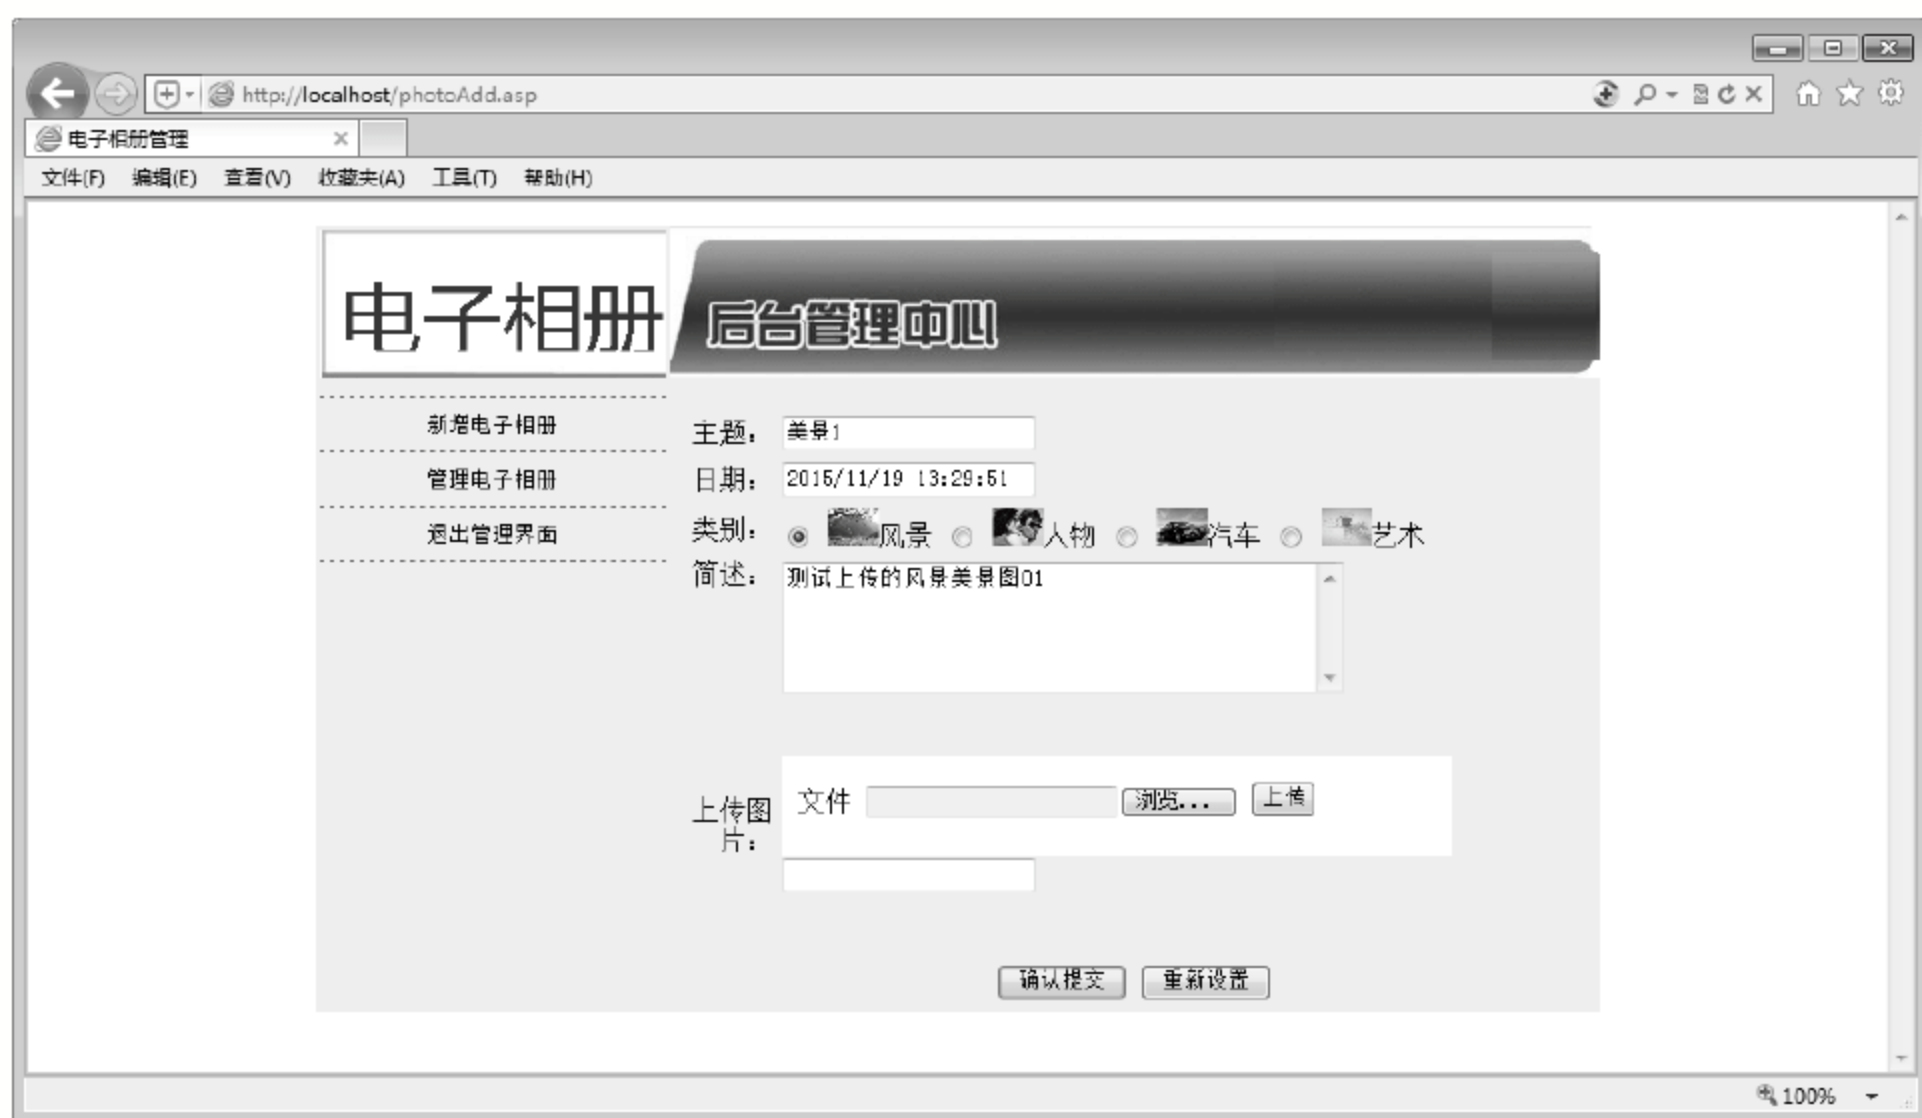 http://localhost/photoAdd.asp
电子相册管理
文件(F) 编辑(E) 查看(V) 收藏夹(A) 工具(T) 帮助(H)
电子相册 后台管理中心
新增电子相册
管理电子相册
退出管理界面
主题： 美景1
日期： 2015/11/19 13:29:51
类别： 风景 人物 汽车 艺术
简述： 测试上传的风景美景图01
上传图片：
文件 浏览... 上传
确认提交 重新设置
100%